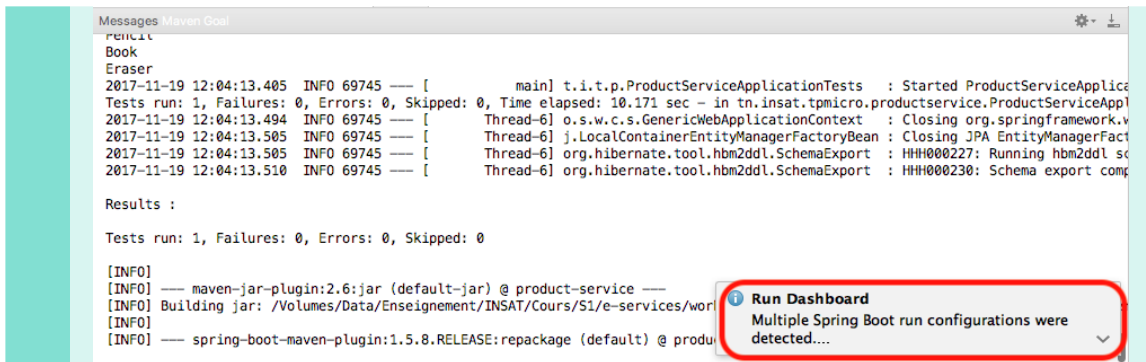 Messages Maven Goal
Pencil
Book
Eraser
2017-11-19 12:04:13.405  INFO 69745 --- [           main] t.i.t.p.ProductServiceApplicationTests   : Started ProductServiceApplica
Tests run: 1, Failures: 0, Errors: 0, Skipped: 0, Time elapsed: 10.171 sec - in tn.insat.tpmicro.productservice.ProductServiceAppl
2017-11-19 12:04:13.494  INFO 69745 --- [       Thread-6] o.s.w.c.s.GenericWebApplicationContext   : Closing org.springframework.w
2017-11-19 12:04:13.505  INFO 69745 --- [       Thread-6] j.LocalContainerEntityManagerFactoryBean : Closing JPA EntityManagerFact
2017-11-19 12:04:13.505  INFO 69745 --- [       Thread-6] org.hibernate.tool.hbm2ddl.SchemaExport  : HHH000227: Running hbm2ddl sc
2017-11-19 12:04:13.510  INFO 69745 --- [       Thread-6] org.hibernate.tool.hbm2ddl.SchemaExport  : HHH000230: Schema export comp
Results :
Tests run: 1, Failures: 0, Errors: 0, Skipped: 0
[INFO]
[INFO] --- maven-jar-plugin:2.6:jar (default-jar) @ product-service ---
[INFO] Building jar: /Volumes/Data/Enseignement/INSAT/Cours/S1/e-services/wor
[INFO]
[INFO] --- spring-boot-maven-plugin:1.5.8.RELEASE:repackage (default) @ produ
Run Dashboard
Multiple Spring Boot run configurations were
detected....